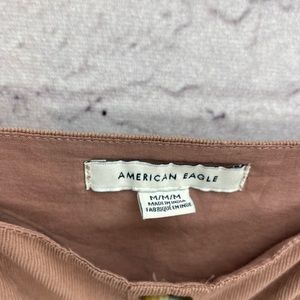 AMERICAN EAGLE
M/M/M
MADE IN INDIA
FABRIQUÉ EN INDE